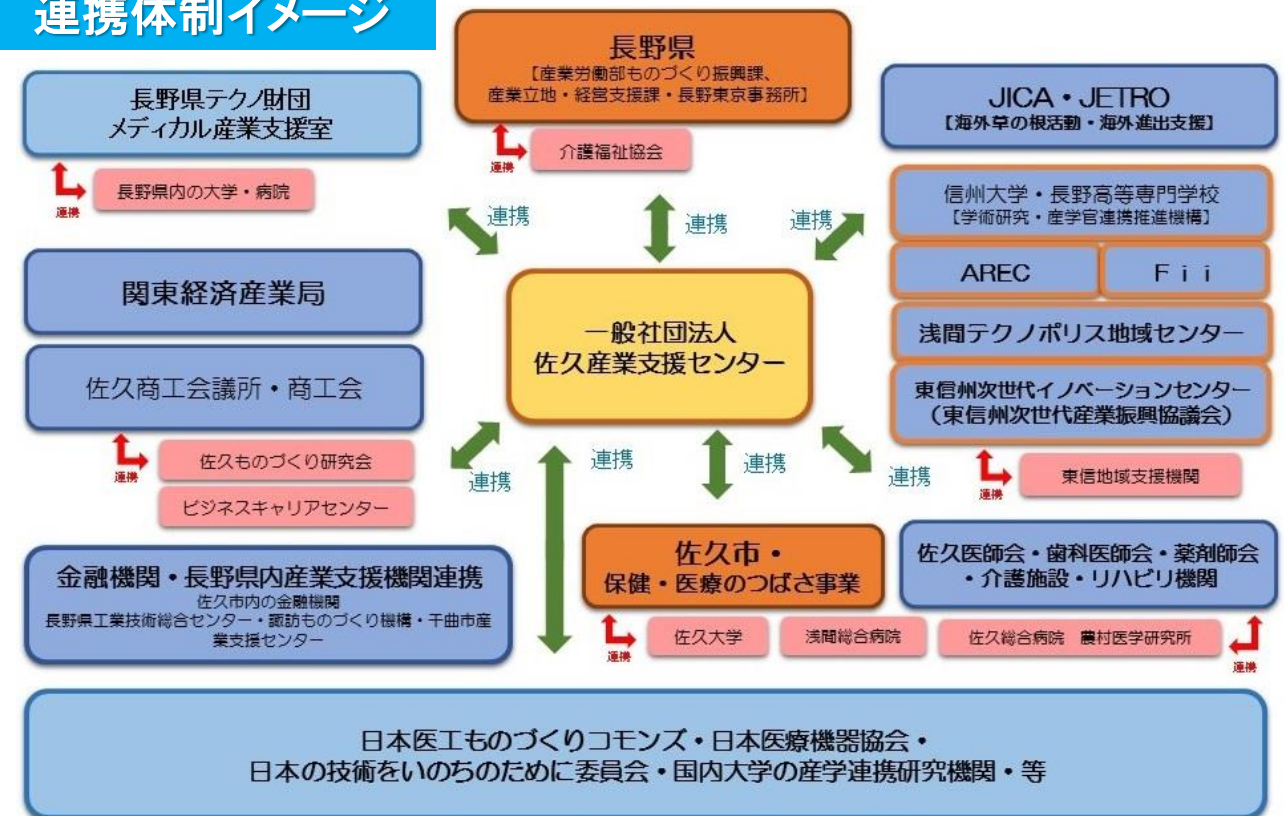 連携体制イメージ
長野県
【産業労働部ものづくり振興課、
産業立地・経営支援課・長野東京事務所】
連携
介護福祉協会
長野県テクノ財団
メディカル産業支援室
連携
長野県内の大学・病院
JICA・JETRO
【海外草の根活動・海外進出支援】
信州大学・長野高等専門学校
【学術研究・産学官連携推進機構】
AREC
Fii
浅間テクノポリス地域センター
東信州次世代イノベーションセンター
（東信州次世代産業振興協議会）
連携
東信地域支援機関
連携
連携
連携
関東経済産業局
佐久商工会議所・商工会
連携
佐久ものづくり研究会
ビジネスキャリアセンター
一般社団法人
佐久産業支援センター
連携
連携
連携
連携
金融機関・長野県内産業支援機関連携
佐久市内の金融機関
長野県工業技術総合センター・諏訪ものづくり機構・千曲市産
業支援センター
佐久市・
保健・医療のつばさ事業
連携
佐久大学
浅間総合病院
佐久医師会・歯科医師会・薬剤師会
・介護施設・リハビリ機関
佐久総合病院 農村医学研究所
連携
日本医工ものづくりコモンズ・日本医療機器協会・
日本の技術をいのちのために委員会・国内大学の産学連携研究機関・等